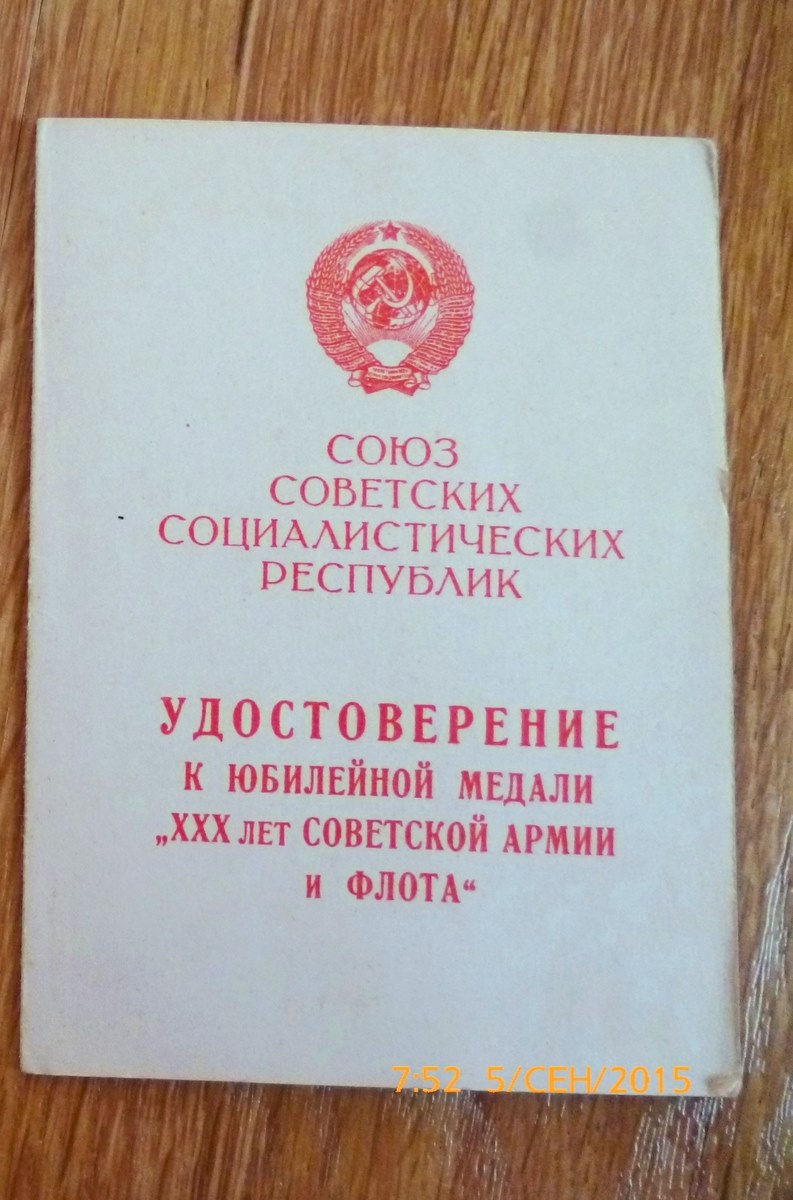 СОЮЗ
СОВЕТСКИХ
СОЦИАЛИСТИЧЕСКИХ
РЕСПУБЛИК
УДОСТОВЕРЕНИЕ
К ЮБИЛЕЙНОЙ МЕДАЛИ
„XXX ЛЕТ СОВЕТСКОЙ АРМИИ
И ФЛОТА“
7:52 5/СЕН/2015